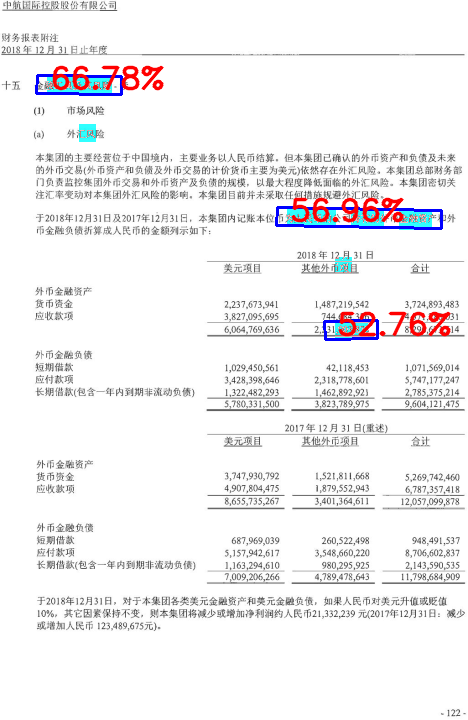 中航国际控股股份有限公司
财务报表附注
2018 年 12 月 31 日止年度
66.78%
十五
(1) 市场风险
(a) 外汇风险
本集团的主要经营位于中国境内，主要业务以人民币结算。但本集团已确认的外币资产和负债及未来
的外币交易(外币资产和负债及外币交易的计价货币主要为美元)依然存在外汇风险。本集团总部财务部
门负责监控集团外币交易和外币资产及负债的规模，以最大程度降低面临的外汇风险。本集团密切关
注汇率变动对本集团外汇风险的影响。本集团目前并未采取任何措施规避外汇风险。
56.96%
于2018年12月31日及2017年12月31日，本集团内记账本位币 产和外
币金融负债折算成人民币的金额列示如下：
2018 年 12 月 31 日
美元项目 其他外币项目 合计
外币金融资产
货币资金 2,237,673,941 1,487,219,542 3,724,893,483
应收款项 3,827,095,695
52.76%
6,064,769,636
外币金融负债
短期借款 1,029,450,561 42,118,453 1,071,569,014
应付款项 3,428,398,646 2,318,778,601 5,747,177,247
长期借款(包含一年内到期非流动负债) 1,322,482,293 1,462,892,921 2,785,375,214
5,780,331,500 3,823,789,975 9,604,121,475
2017 年 12 月 31 日(重述)
美元项目 其他外币项目 合计
外币金融资产
货币资金 3,747,930,792 1,521,811,668 5,269,742,460
应收款项 4,907,804,475 1,879,552,943 6,787,357,418
8,655,735,267 3,401,364,611 12,057,099,878
外币金融负债
短期借款 687,969,039 260,522,498 948,491,537
应付款项 5,157,942,617 3,548,660,220 8,706,602,837
长期借款(包含一年内到期非流动负债) 1,163,294,610 980,295,925 2,143,590,535
7,009,206,266 4,789,478,643 11,798,684,909
于2018年12月31日，对于本集团各类美元金融资产和美元金融负债，如果人民币对美元升值或贬值
10%，其它因素保持不变，则本集团将减少或增加净利润约人民币21,332,239 元(2017年12月31日：减少
或增加人民币 123,489,675元)。
- 122 -